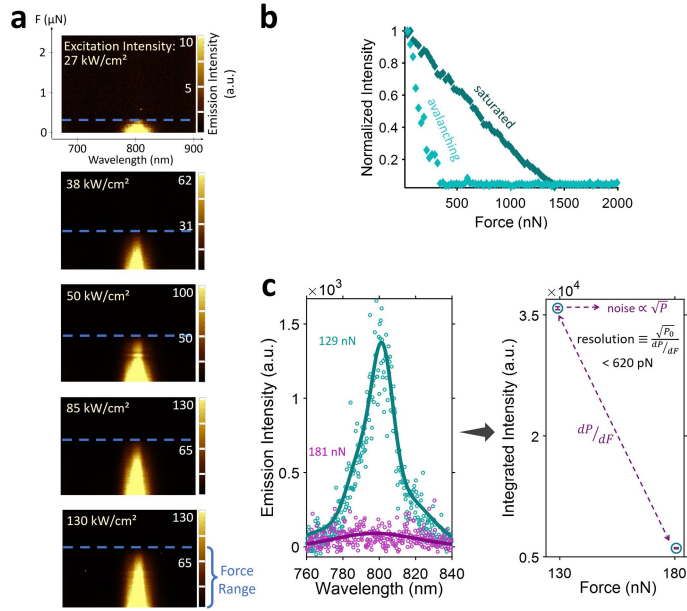 a
F (μN)
2
1
0
Excitation Intensity:
27 kW/cm²
10
5
Emission Intensity
(a.u.)
700
800
900
Wavelength (nm)
38 kW/cm²
62
31
50 kW/cm²
100
50
85 kW/cm²
130
65
130 kW/cm²
130
65
Force
Range
b
Normalized Intensity
1
0.8
0.6
0.4
0.2
saturated
avalanching
500
1000
1500
2000
Force (nN)
c
×10³
Emission Intensity (a.u.)
1.5
1
0.5
0
129 nN
181 nN
760
780
800
820
840
Wavelength (nm)
×10⁴
Integrated Intensity (a.u.)
3.5
2
0.5
noise ∝ √P
resolution ≡ √P₀ / dP/dF
< 620 pN
dP/dF
130
180
Force (nN)